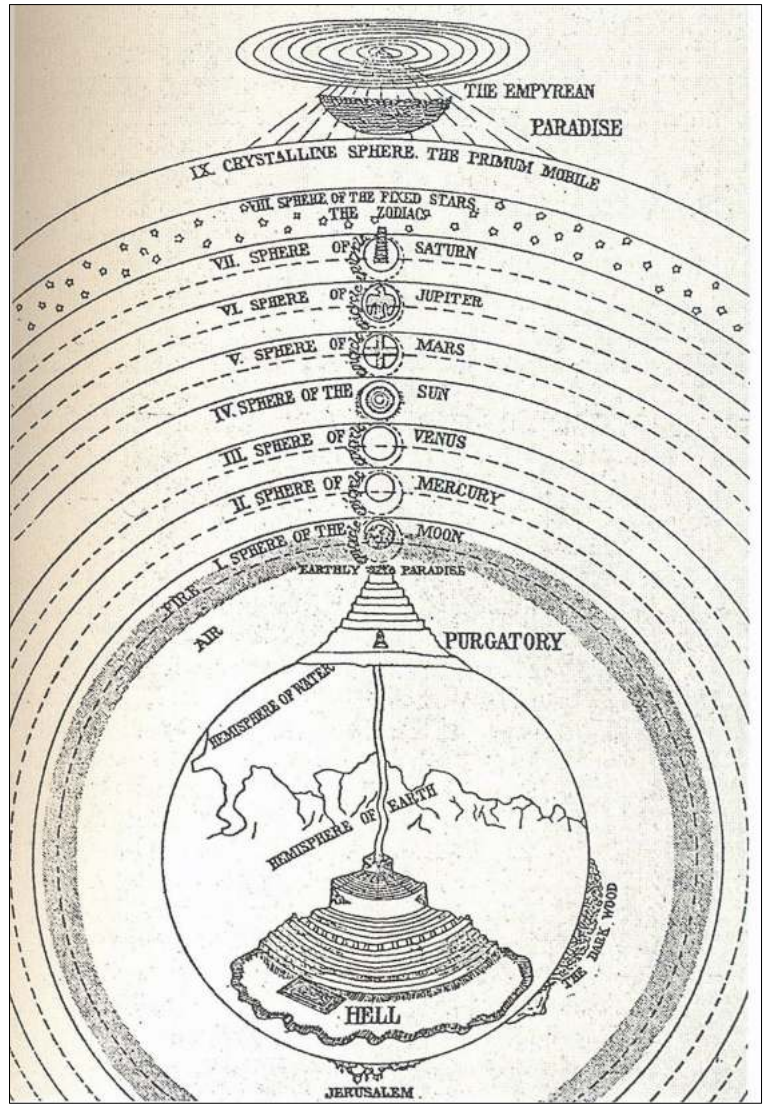 THE EMPYREAN
PARADISE
IX. CRYSTALLINE SPHERE. THE PRIMUM MOBILE
VIII. SPHERE OF THE FIXED STARS
THE ZODIAC
VII. SPHERE OF SATURN
VI. SPHERE OF JUPITER
V. SPHERE OF MARS
IV. SPHERE OF THE SUN
III. SPHERE OF VENUS
II. SPHERE OF MERCURY
I. SPHERE OF THE MOON
EARTHLY PARADISE
FIRE
AIR
PURGATORY
HEMISPHERE OF WATER
HEMISPHERE OF EARTH
THE DARK WOOD
HELL
JERUSALEM